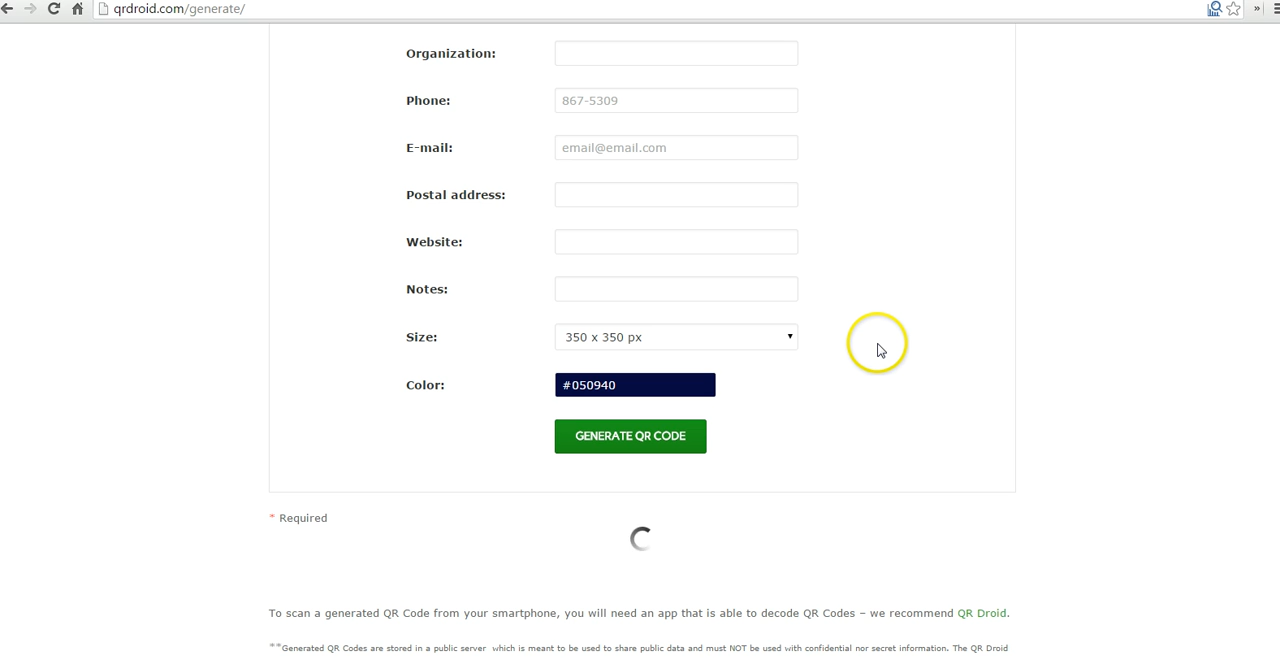 qrdroid.com/generate/
»
Organization:
Phone: 867-5309
E-mail: email@email.com
Postal address:
Website:
Notes:
Size: 350 x 350 px
Color: #050940
GENERATE QR CODE
* Required
To scan a generated QR Code from your smartphone, you will need an app that is able to decode QR Codes – we recommend QR Droid.
**Generated QR Codes are stored in a public server which is meant to be used to share public data and must NOT be used with confidential nor secret information. The QR Droid